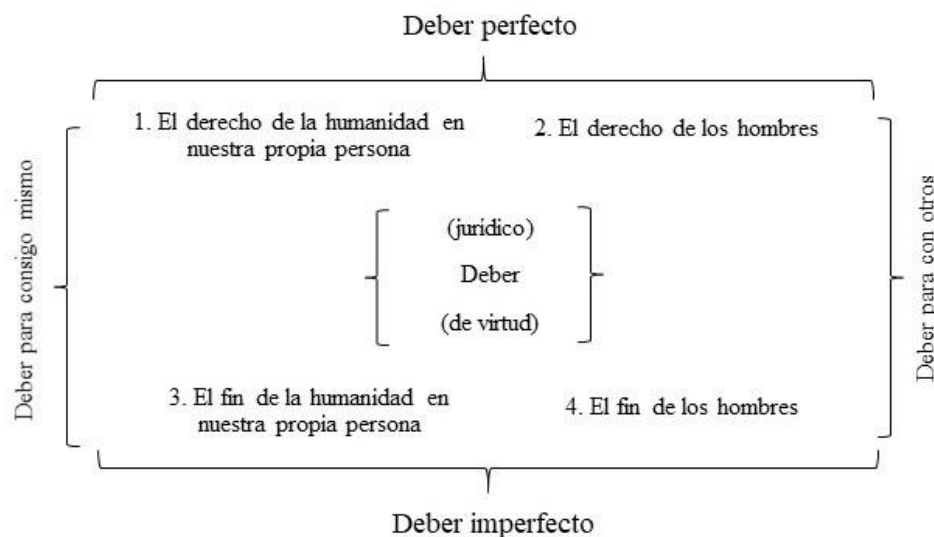 Deber perfecto
1. El derecho de la humanidad en
nuestra propia persona
2. El derecho de los hombres
Deber para consigo mismo
(jurídico)
Deber
(de virtud)
Deber para con otros
3. El fin de la humanidad en
nuestra propia persona
4. El fin de los hombres
Deber imperfecto